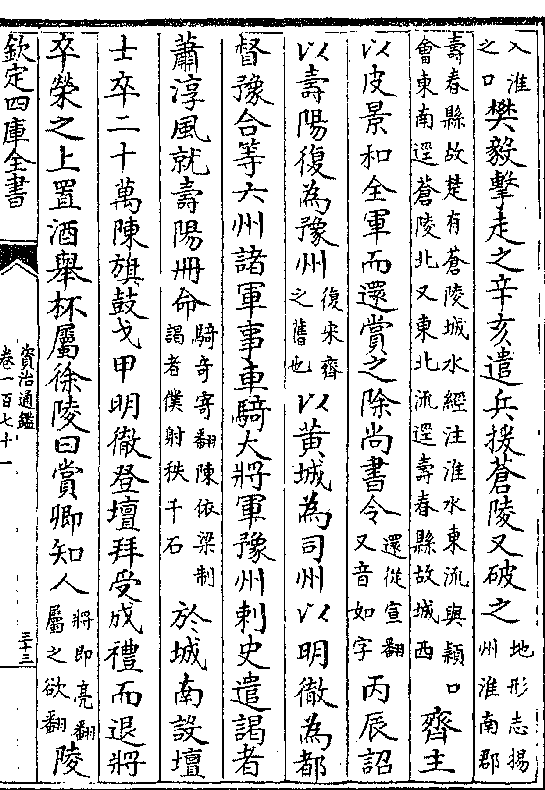 入淮之口樊毅擊走之辛亥遣兵援蒼陵又破之地形志揚州淮南郡
壽春縣故楚有蒼陵城水經注淮水東流與潁口會東南逕蒼陵北又東北流逕壽春縣故城西齊主
以皮景和全軍而還賞之除尚書令還從宣翻又音如字丙辰詔
以壽陽復為豫州復來齊之舊也以黃城為司州以明徹為都
督豫合等六州諸軍事車騎大將軍豫州刺史遣謁者
蕭淳風就壽陽冊命騎奇寄翻陳依梁制謁者僕射秩千石於城南設壇
士卒二十萬陳旗鼓戈甲明徹登壇拜受成禮而退將
卒榮之上置酒舉杯屬徐陵曰賞卿知人將即亮翻屬之欲翻陵
欽定四庫全書
資治通鑑
卷一百七十一
三十三